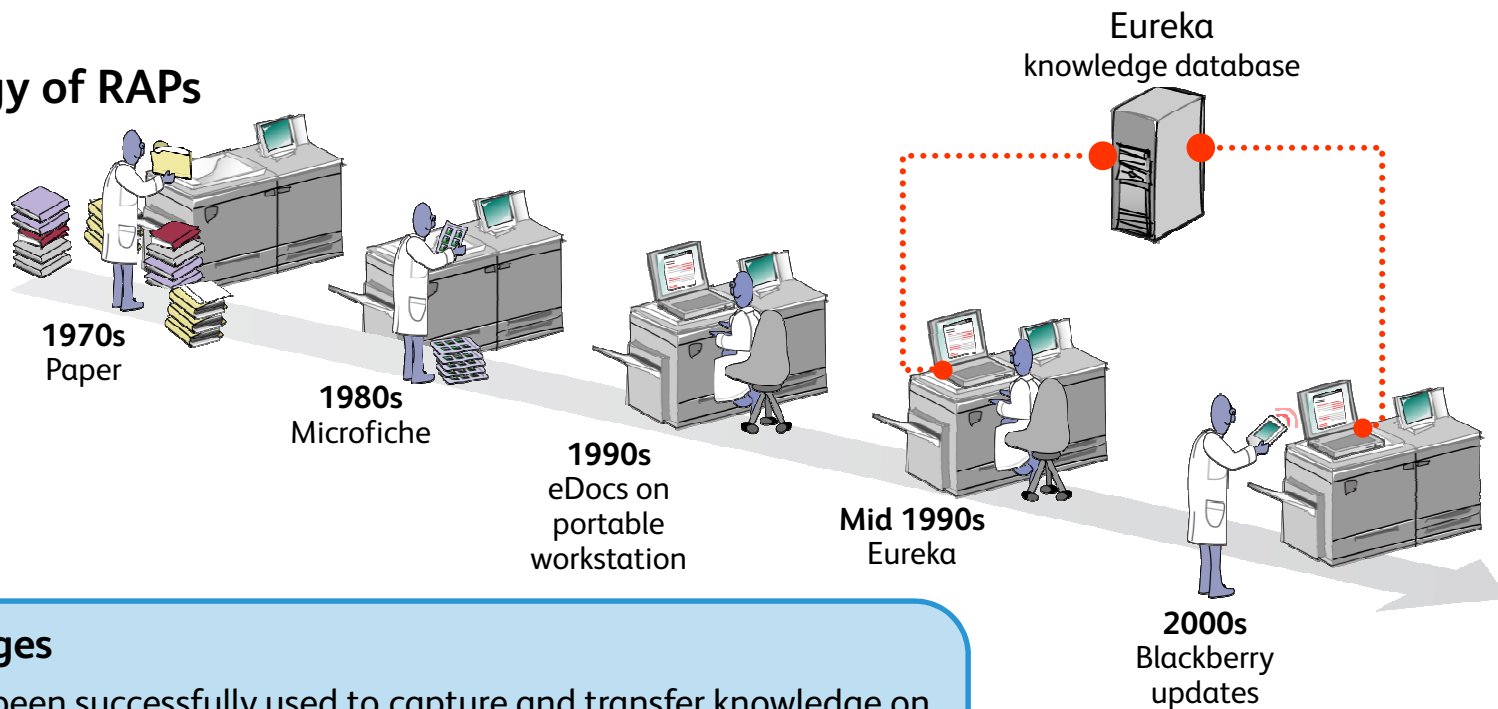 Eureka
knowledge database
gy of RAPs
1970s
Paper
1980s
Microfiche
1990s
eDocs on
portable
workstation
Mid 1990s
Eureka
2000s
Blackberry
updates
ges
been successfully used to capture and transfer knowledge on